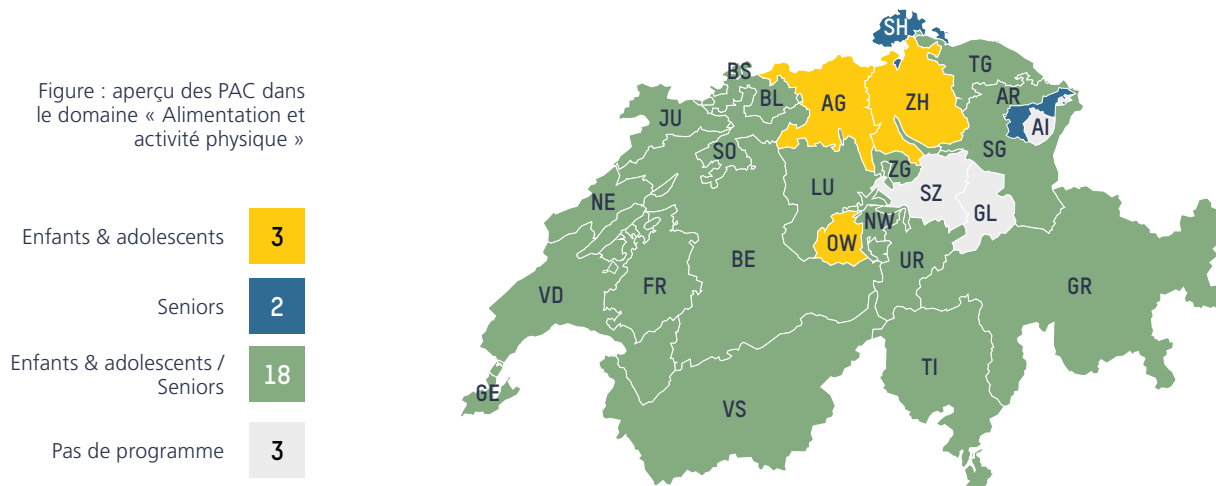 Figure : aperçu des PAC dans
le domaine « Alimentation et
activité physique »
Enfants & adolescents 3
Seniors 2
Enfants & adolescents /
Seniors 18
Pas de programme 3
SH
TG
BS
BL
AG
ZH
AR
AI
JU
SO
SG
ZG
LU
SZ
NE
GL
NW
OW
BE
UR
FR
GR
VD
TI
GE
VS